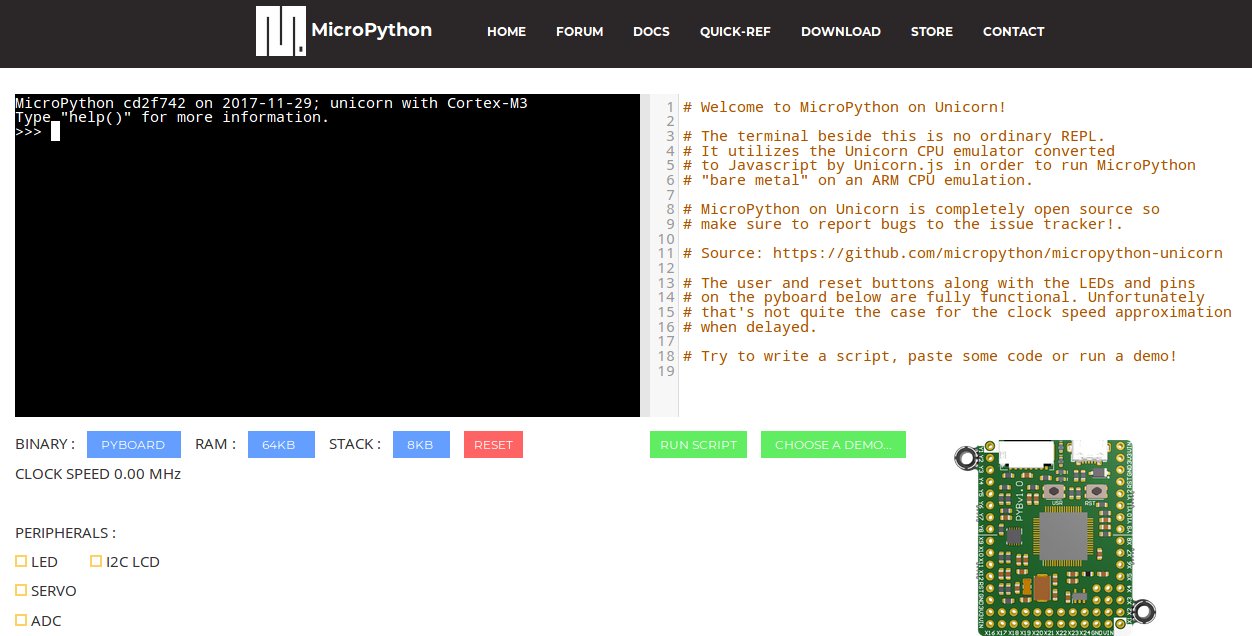 MicroPython
HOME FORUM DOCS QUICK-REF DOWNLOAD STORE CONTACT
MicroPython cd2f742 on 2017-11-29; unicorn with Cortex-M3
Type "help()" for more information.
>>>
1 # Welcome to MicroPython on Unicorn!
2
3 # The terminal beside this is no ordinary REPL.
4 # It utilizes the Unicorn CPU emulator converted
5 # to Javascript by Unicorn.js in order to run MicroPython
6 # "bare metal" on an ARM CPU emulation.
7
8 # MicroPython on Unicorn is completely open source so
9 # make sure to report bugs to the issue tracker!.
10
11 # Source: https://github.com/micropython/micropython-unicorn
12
13 # The user and reset buttons along with the LEDs and pins
14 # on the pyboard below are fully functional. Unfortunately
15 # that's not quite the case for the clock speed approximation
16 # when delayed.
17
18 # Try to write a script, paste some code or run a demo!
19
BINARY : PYBOARD RAM : 64KB STACK : 8KB RESET
RUN SCRIPT CHOOSE A DEMO...
CLOCK SPEED 0.00 MHz
PERIPHERALS :
LED I2C LCD
SERVO
ADC
PYBv1.0
USR RST
X16 X17 X18 X19 X20 X21 X22 X23 X24 GND VIN